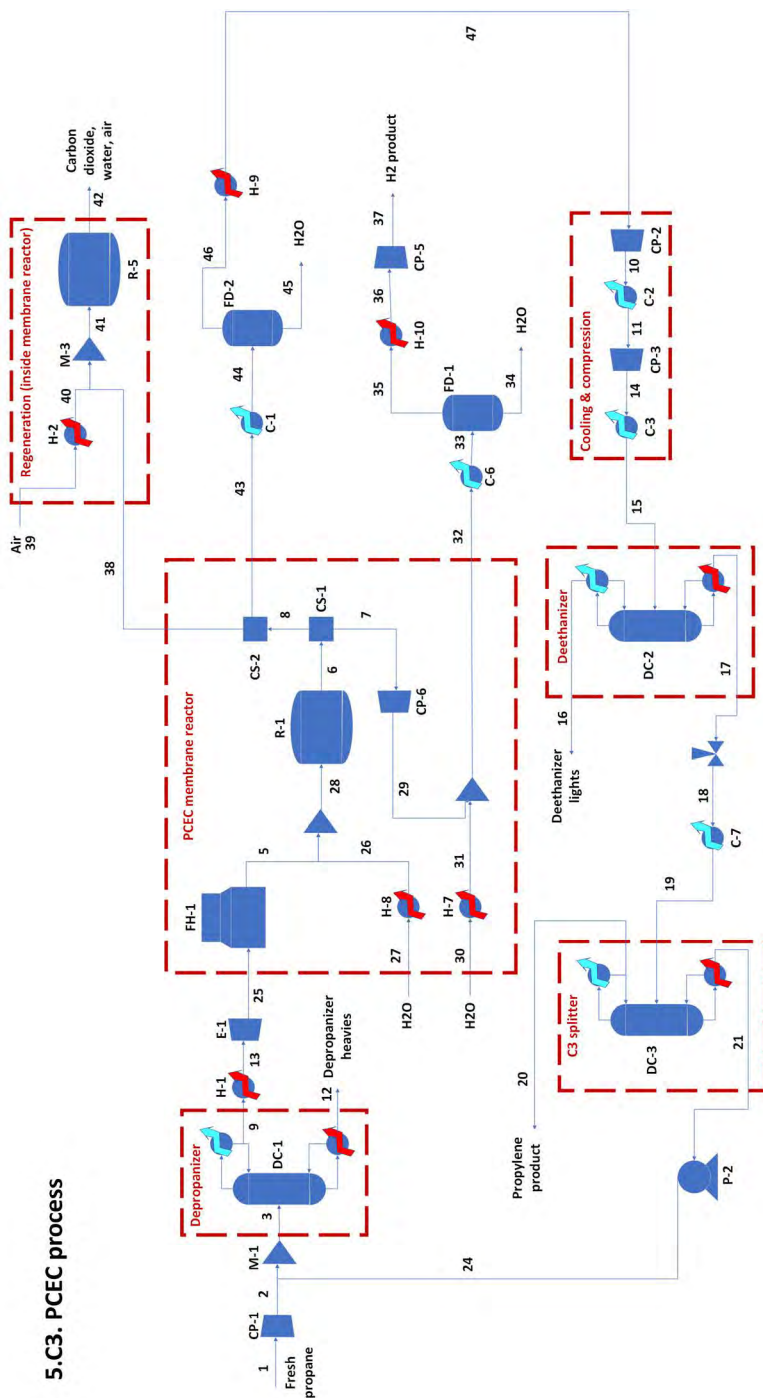 5.C3. PCEC process
Regeneration (inside membrane reactor)
Air
39
H-2
40
M-3
41
R-5
42
Carbon
dioxide,
water, air
38
PCEC membrane reactor
CS-2
8
CS-1
7
6
R-1
28
CP-6
29
FH-1
5
26
H-8
27
H2O
H-7
31
30
H2O
43
C-1
44
FD-2
45
H2O
46
H-9
47
32
C-6
33
FD-1
34
H2O
35
H-10
36
CP-5
37
H2 product
Fresh
propane
1
CP-1
2
M-1
3
Depropanizer
DC-1
9
12
Depropanizer
heavies
H-1
13
E-1
25
24
Cooling & compression
CP-2
10
C-2
11
CP-3
14
C-3
15
Deethanizer
DC-2
16
Deethanizer
lights
17
18
C-7
19
C3 splitter
DC-3
20
Propylene
product
21
P-2